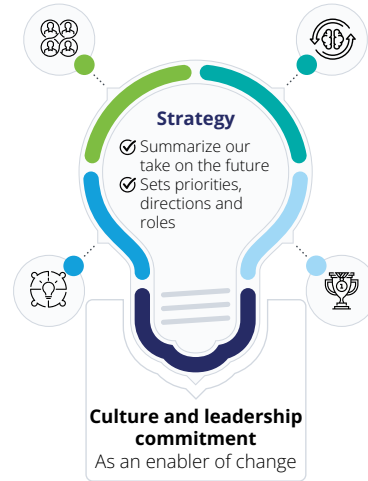 Strategy
Summarize our
take on the future
Sets priorities,
directions and
roles
1
Culture and leadership
commitment
As an enabler of change